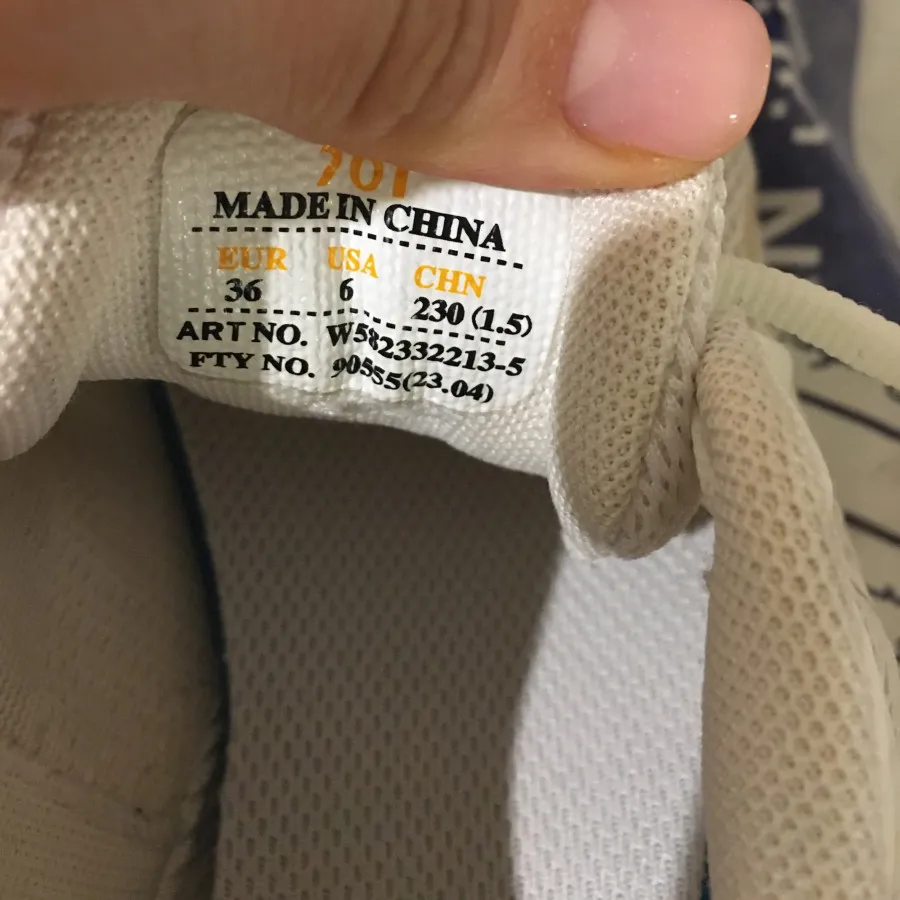 MADE IN CHINA
EUR USA CHN
36 6 230 (1.5)
ART NO. W582332213-5
FTY NO. 90555(23.04)